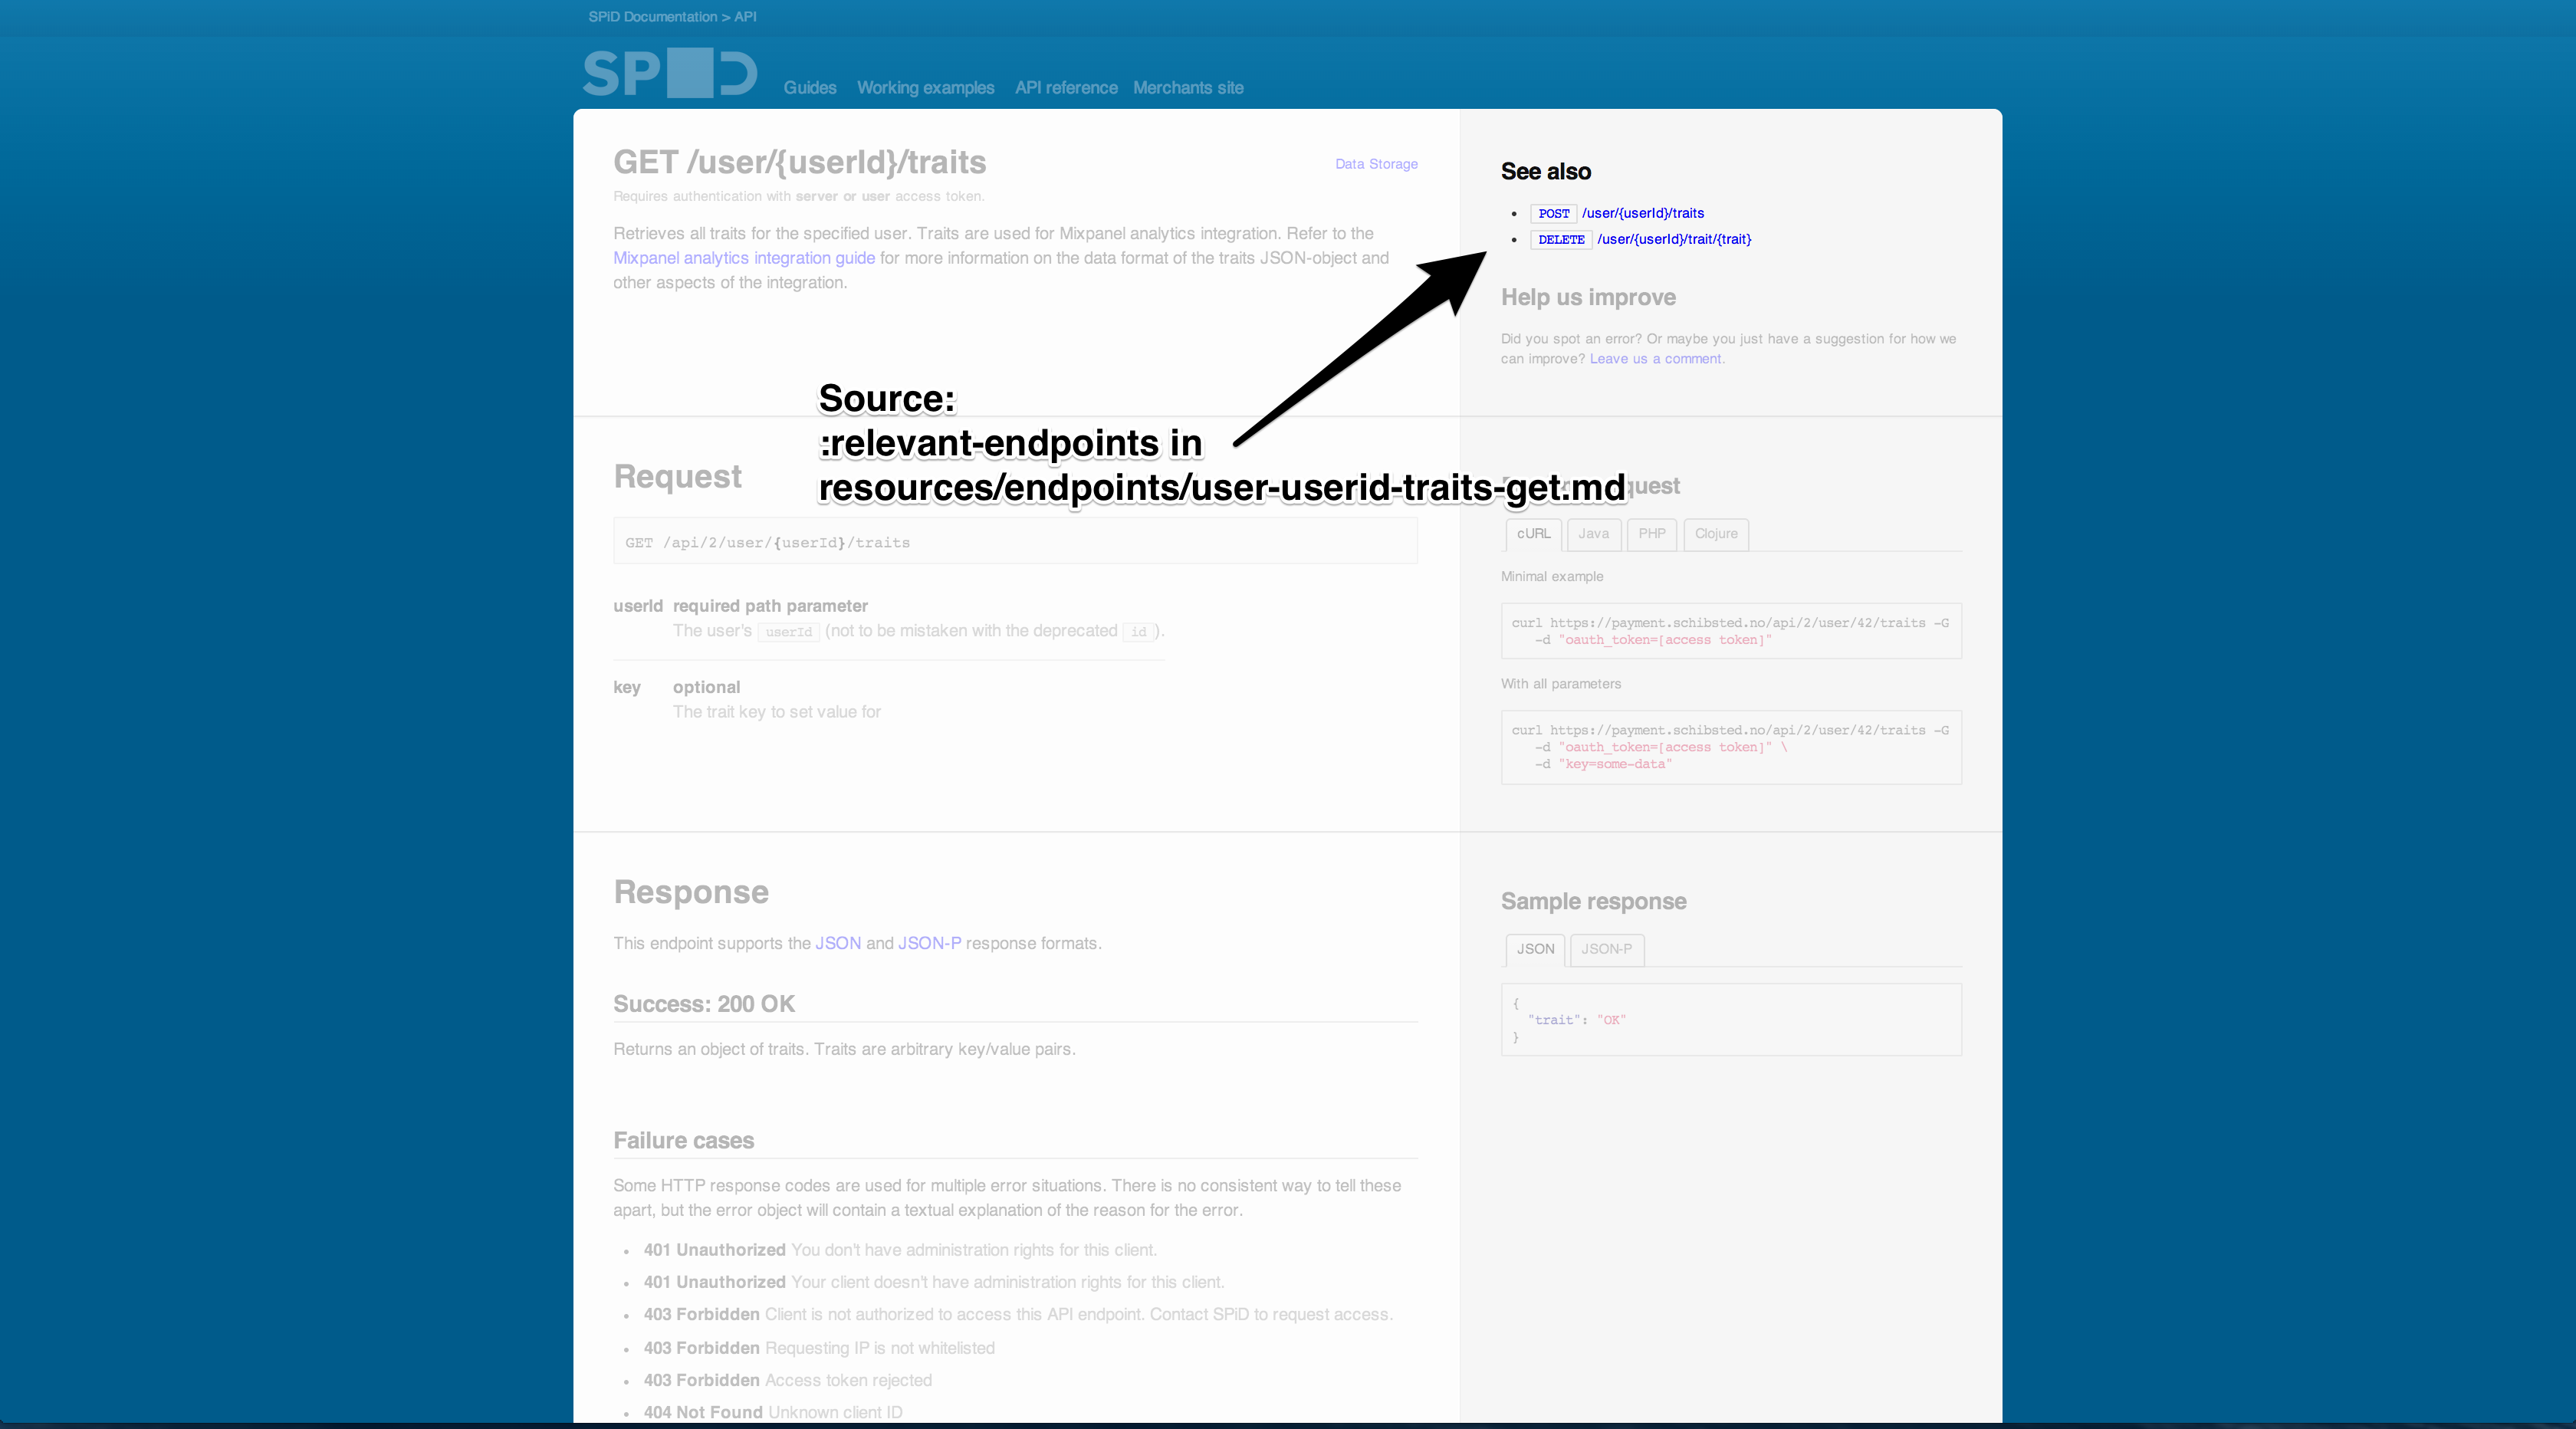 SPiD Documentation > API
SPiD
Guides Working examples API reference Merchants site
GET /user/{userId}/traits
Data Storage
Requires authentication with server or user access token.
Retrieves all traits for the specified user. Traits are used for Mixpanel analytics integration. Refer to the
Mixpanel analytics integration guide for more information on the data format of the traits JSON-object and
other aspects of the integration.
See also
• POST /user/{userId}/traits
• DELETE /user/{userId}/trait/{trait}
Help us improve
Did you spot an error? Or maybe you just have a suggestion for how we
can improve? Leave us a comment.
Source:
:relevant-endpoints in
resources/endpoints/user-userid-traits-get.md
Request
GET /api/2/user/{userId}/traits
userId required path parameter
The user's userId (not to be mistaken with the deprecated id ).
key optional
The trait key to set value for
cURL Java PHP Clojure
Minimal example
curl https://payment.schibsted.no/api/2/user/42/traits -G
-d "oauth_token=[access token]"
With all parameters
curl https://payment.schibsted.no/api/2/user/42/traits -G
-d "oauth_token=[access token]" \
-d "key=some-data"
Response
This endpoint supports the JSON and JSON-P response formats.
Success: 200 OK
Returns an object of traits. Traits are arbitrary key/value pairs.
Failure cases
Some HTTP response codes are used for multiple error situations. There is no consistent way to tell these
apart, but the error object will contain a textual explanation of the reason for the error.
• 401 Unauthorized You don't have administration rights for this client.
• 401 Unauthorized Your client doesn't have administration rights for this client.
• 403 Forbidden Client is not authorized to access this API endpoint. Contact SPiD to request access.
• 403 Forbidden Requesting IP is not whitelisted
• 403 Forbidden Access token rejected
• 404 Not Found Unknown client ID
Sample response
JSON JSON-P
{
"trait": "OK"
}